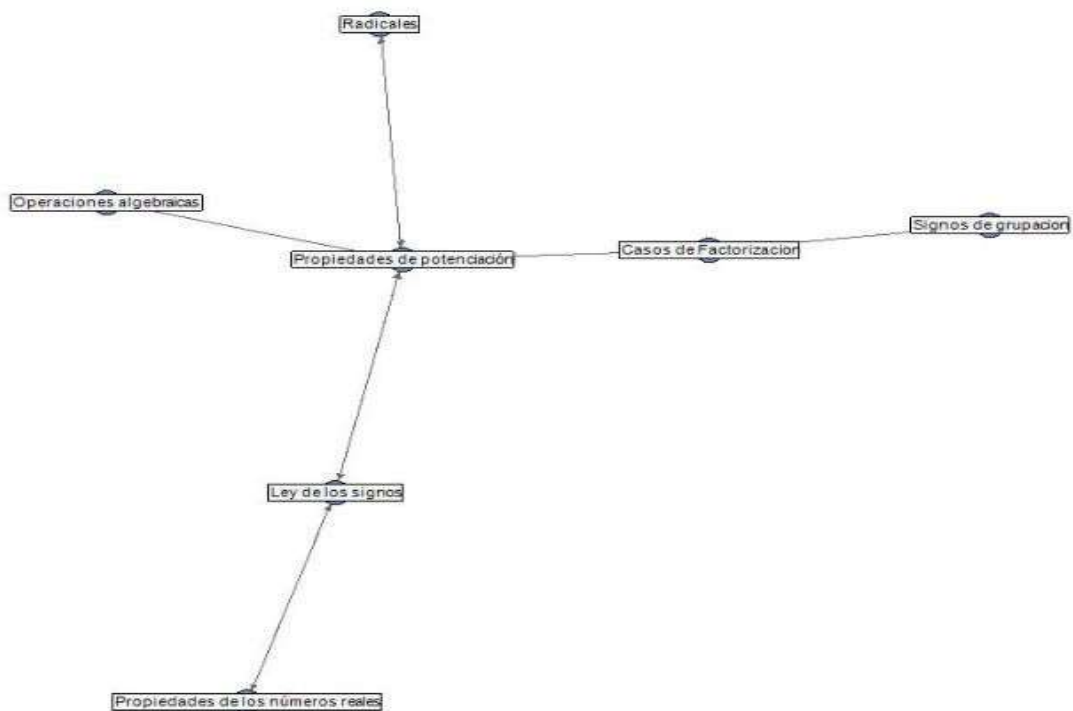 Radicales
Operaciones algebraicas
Signos de grupacion
Casos de Factorizacion
Propiedades de potenciación
Ley de los signos
Propiedades de los números reales